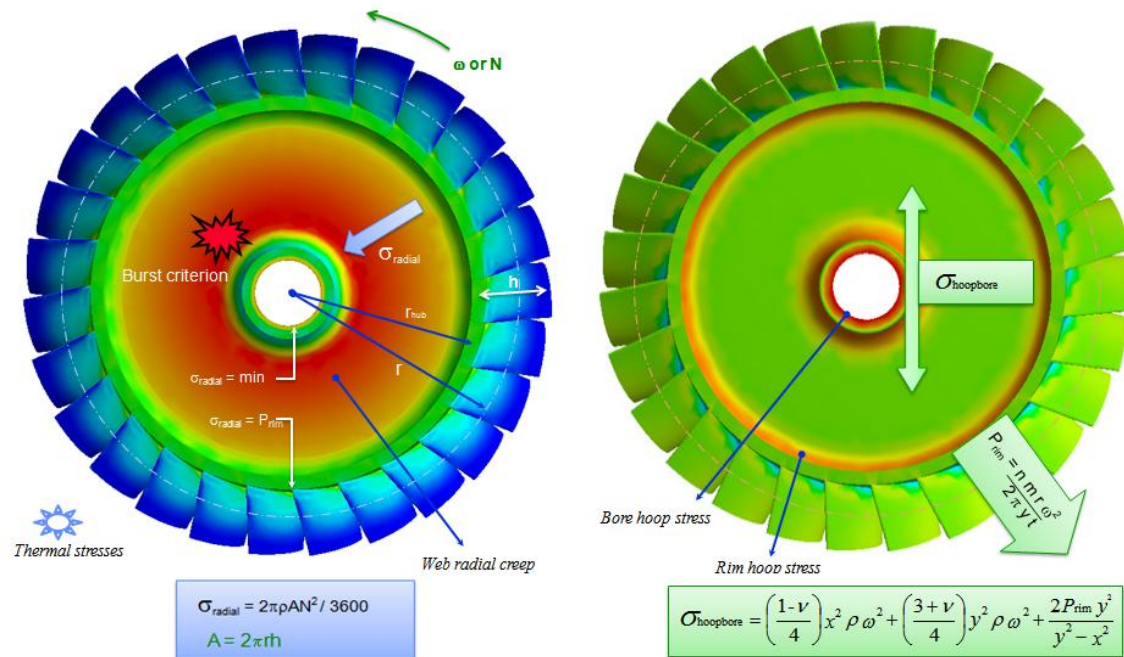 ω or N
Burst criterion
σradial
h
rhub
r
σradial = min
σradial = Prim
Thermal stresses
Web radial creep
σradial = 2πρAN² / 3600
A = 2πrh
σhoopbore
Prim = n m r ω² / 2 π y t
Bore hoop stress
Rim hoop stress
σhoopbore = ((1-ν)/4) x² ρ ω² + ((3+ν)/4) y² ρ ω² + 2Prim y² / (y² − x²)